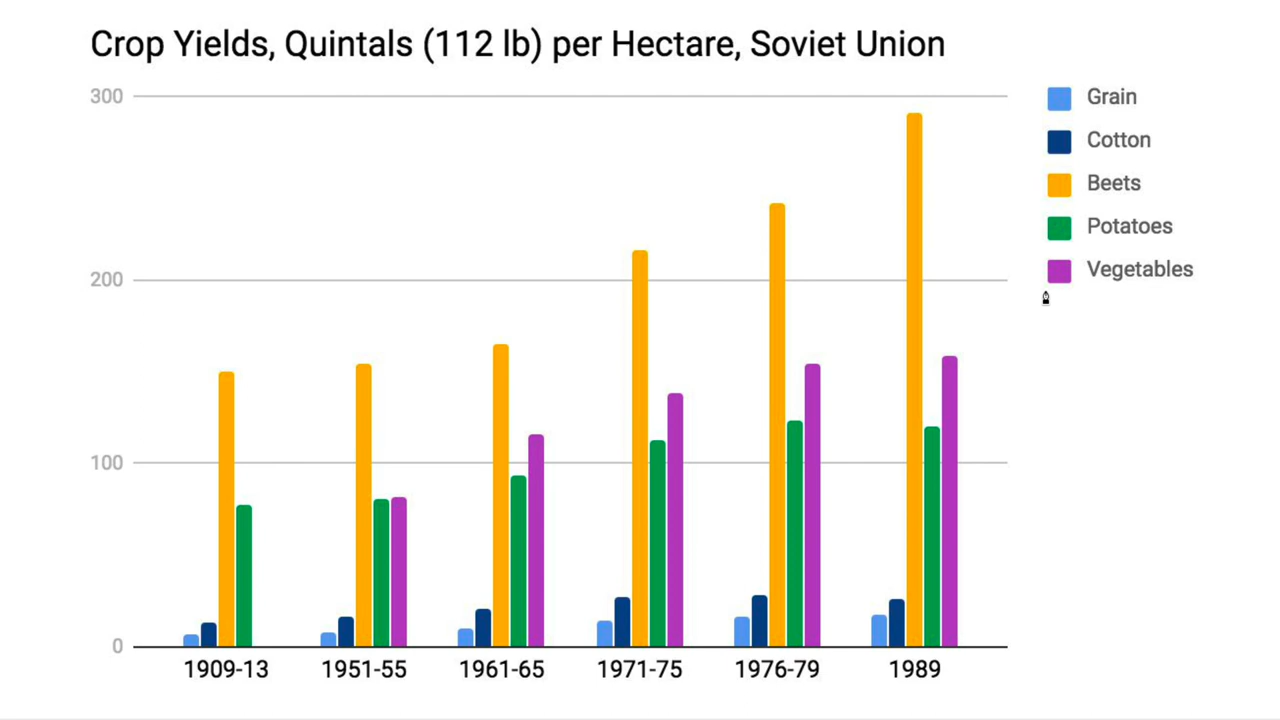 Crop Yields, Quintals (112 lb) per Hectare, Soviet Union
300
200
100
0
1909-13
1951-55
1961-65
1971-75
1976-79
1989
Grain
Cotton
Beets
Potatoes
Vegetables